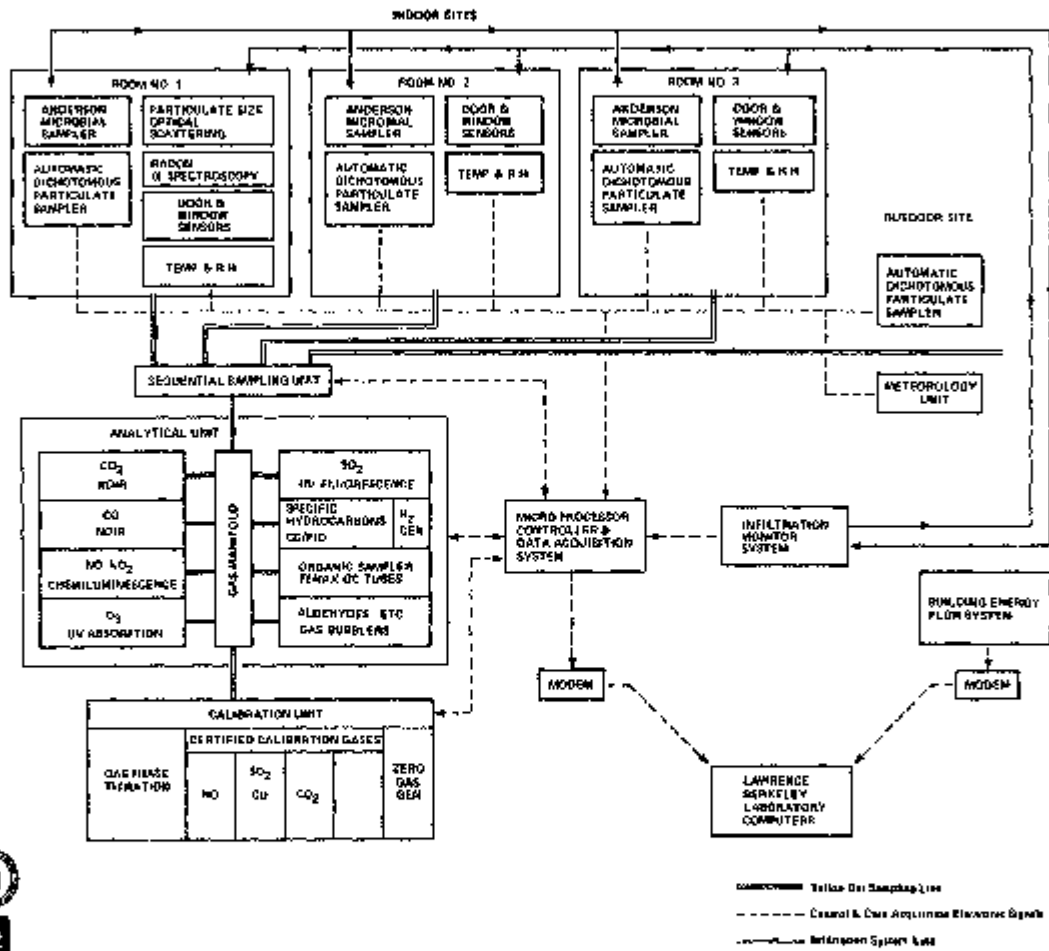 INDOOR SITES
ROOM NO. 1
ANDERSON
MICROBIAL
SAMPLER
PARTICULATE SIZE
OPTICAL
SCATTERING
AUTOMATIC
DICHOTOMOUS
PARTICULATE
SAMPLER
RADON
SPECTROSCOPY
DOOR &
WINDOW
SENSORS
TEMP & R H
ROOM NO. 2
ANDERSON
MICROBIAL
SAMPLER
DOOR &
WINDOW
SENSORS
AUTOMATIC
DICHOTOMOUS
PARTICULATE
SAMPLER
TEMP & R H
ROOM NO. 3
ANDERSON
MICROBIAL
SAMPLER
DOOR &
WINDOW
SENSORS
AUTOMATIC
DICHOTOMOUS
PARTICULATE
SAMPLER
TEMP & R H
OUTDOOR SITE
AUTOMATIC
DICHOTOMOUS
PARTICULATE
SAMPLER
METEOROLOGY
UNIT
SEQUENTIAL SAMPLING UNIT
ANALYTICAL UNIT
CO₂
NDIR
CO
NDIR
NO NO₂
CHEMILUMINESCENCE
O₃
UV ABSORPTION
GAS MANIFOLD
SO₂
UV FLUORESCENCE
SPECIFIC
HYDROCARBONS
GC/FID
H₂
GEN
ORGANIC SAMPLER
TENAX GC TUBES
ALDEHYDES ETC
GAS BUBBLERS
MICRO PROCESSOR
CONTROLLER &
DATA ACQUISITION
SYSTEM
INFILTRATION
MONITOR
SYSTEM
BUILDING ENERGY
FLOW SYSTEM
MODEM
MODEM
CALIBRATION UNIT
GAS PHASE
TITRATION
CERTIFIED CALIBRATION GASES
NO
SO₂
CO₂
ZERO
GAS
GEN
LAWRENCE
BERKELEY
LABORATORY
COMPUTERS
Teflon Gas Sampling Line
Control & Data Acquisition Electronic Signals
Infiltration System